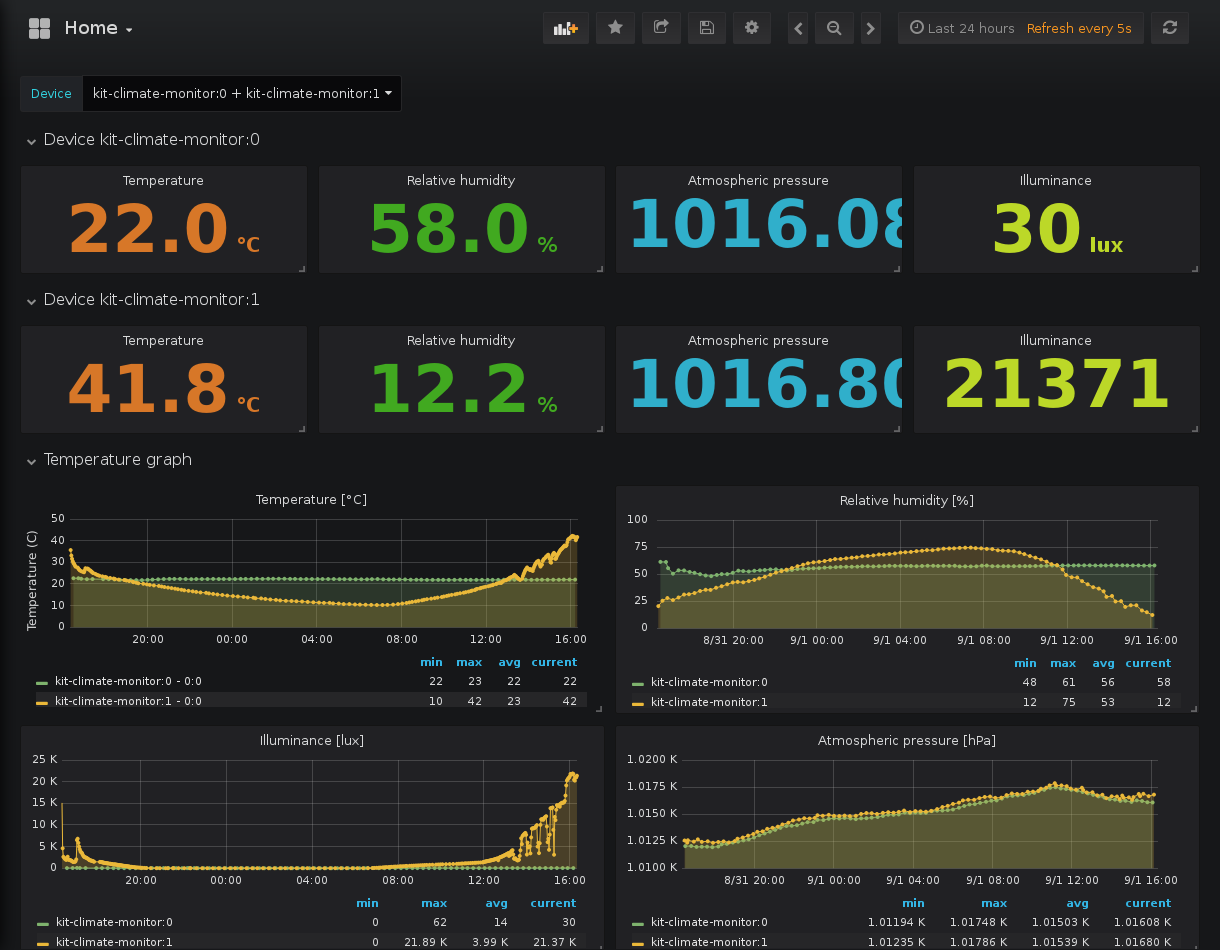 Home
Last 24 hours Refresh every 5s
Device kit-climate-monitor:0 + kit-climate-monitor:1
Device kit-climate-monitor:0
Temperature Relative humidity Atmospheric pressure Illuminance
22.0 °C 58.0 % 1016.08 30 lux
Device kit-climate-monitor:1
Temperature Relative humidity Atmospheric pressure Illuminance
41.8 °C 12.2 % 1016.80 21371
Temperature graph
Temperature [°C]
Temperature (C)
50
40
30
20
10
0
20:00 00:00 04:00 08:00 12:00 16:00
min max avg current
kit-climate-monitor:0 - 0:0 22 23 22 22
kit-climate-monitor:1 - 0:0 10 42 23 42
Relative humidity [%]
100
75
50
25
0
8/31 20:00 9/1 00:00 9/1 04:00 9/1 08:00 9/1 12:00 9/1 16:00
min max avg current
kit-climate-monitor:0 48 61 56 58
kit-climate-monitor:1 12 75 53 12
Illuminance [lux]
25 K
20 K
15 K
10 K
5 K
0
20:00 00:00 04:00 08:00 12:00 16:00
min max avg current
kit-climate-monitor:0 0 62 14 30
kit-climate-monitor:1 0 21.89 K 3.99 K 21.37 K
Atmospheric pressure [hPa]
1.0200 K
1.0175 K
1.0150 K
1.0125 K
1.0100 K
8/31 20:00 9/1 00:00 9/1 04:00 9/1 08:00 9/1 12:00 9/1 16:00
min max avg current
kit-climate-monitor:0 1.01194 K 1.01748 K 1.01503 K 1.01608 K
kit-climate-monitor:1 1.01235 K 1.01786 K 1.01539 K 1.01680 K